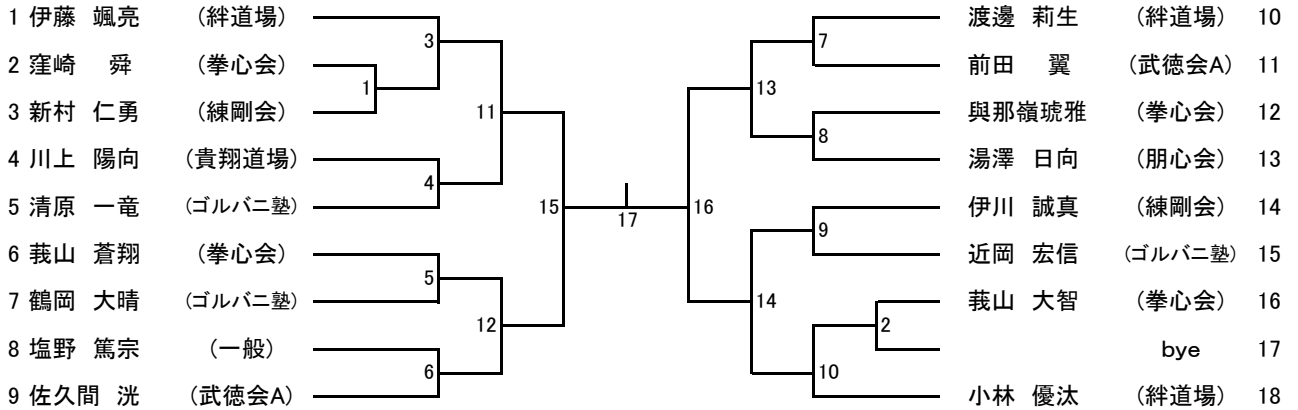 1 伊藤 颯亮 (絆道場)
2 窪崎 舜 (拳心会)
3 新村 仁勇 (練剛会)
4 川上 陽向 (貴翔道場)
5 清原 一竜 (ゴルバニ塾)
6 莪山 蒼翔 (拳心会)
7 鶴岡 大晴 (ゴルバニ塾)
8 塩野 篤宗 (一般)
9 佐久間 洸 (武徳会A)
3
1
11
4
15
5
12
6
17
7
13
8
16
9
14
2
10
渡邊 莉生 (絆道場) 10
前田 翼 (武徳会A) 11
與那嶺琥雅 (拳心会) 12
湯澤 日向 (朋心会) 13
伊川 誠真 (練剛会) 14
近岡 宏信 (ゴルバニ塾) 15
莪山 大智 (拳心会) 16
bye 17
小林 優汰 (絆道場) 18